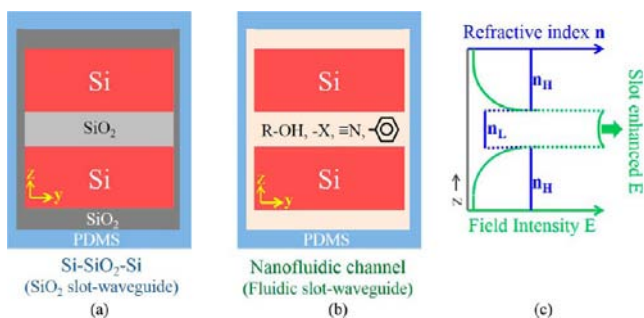 Si
SiO₂
Si
z
y
SiO₂
PDMS
Si-SiO₂-Si
(SiO₂ slot-waveguide)
(a)
Si
R-OH, -X, ≡N,
Si
z
y
PDMS
Nanofluidic channel
(Fluidic slot-waveguide)
(b)
Refractive index n
n_H
n_L
n_H
Slot
enhanced E
z
Field Intensity E
(c)